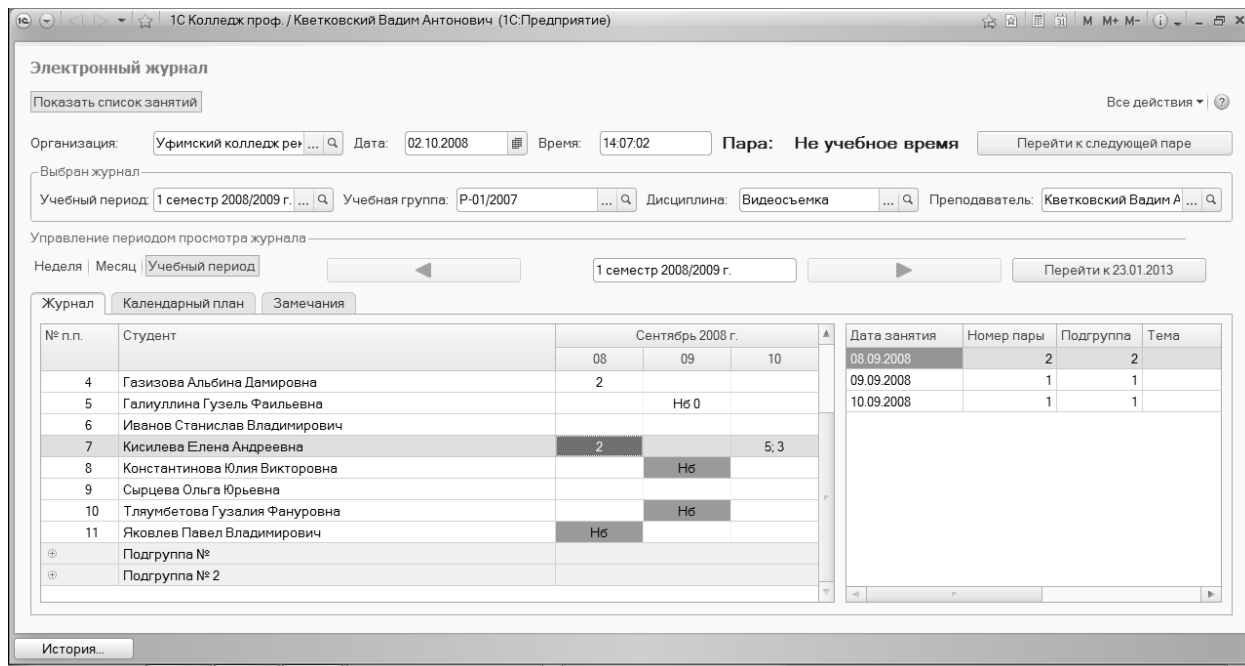 1С Колледж проф. / Кветковский Вадим Антонович (1С:Предприятие) M M+ M-
Электронный журнал
Показать список занятий Все действия
Организация: Уфимский колледж рек ... Дата: 02.10.2008 Время: 14:07:02 Пара: Не учебное время Перейти к следующей паре
Выбран журнал
Учебный период: 1 семестр 2008/2009 г. ... Учебная группа: Р-01/2007 ... Дисциплина: Видеосъемка ... Преподаватель: Кветковский Вадим А ...
Управление периодом просмотра журнала
Неделя Месяц Учебный период 1 семестр 2008/2009 г. Перейти к 23.01.2013
Журнал Календарный план Замечания
№ п.п. Студент Сентябрь 2008 г. Дата занятия Номер пары Подгруппа Тема
08 09 10 08.09.2008 2 2
4 Газизова Альбина Дамировна 2 09.09.2008 1 1
5 Галиуллина Гузель Фаильевна Нб 0 10.09.2008 1 1
6 Иванов Станислав Владимирович
7 Кисилева Елена Андреевна 2 5; 3
8 Константинова Юлия Викторовна Нб
9 Сырцева Ольга Юрьевна
10 Тляумбетова Гузалия Фануровна Нб
11 Яковлев Павел Владимирович Нб
Подгруппа №
Подгруппа № 2
История...